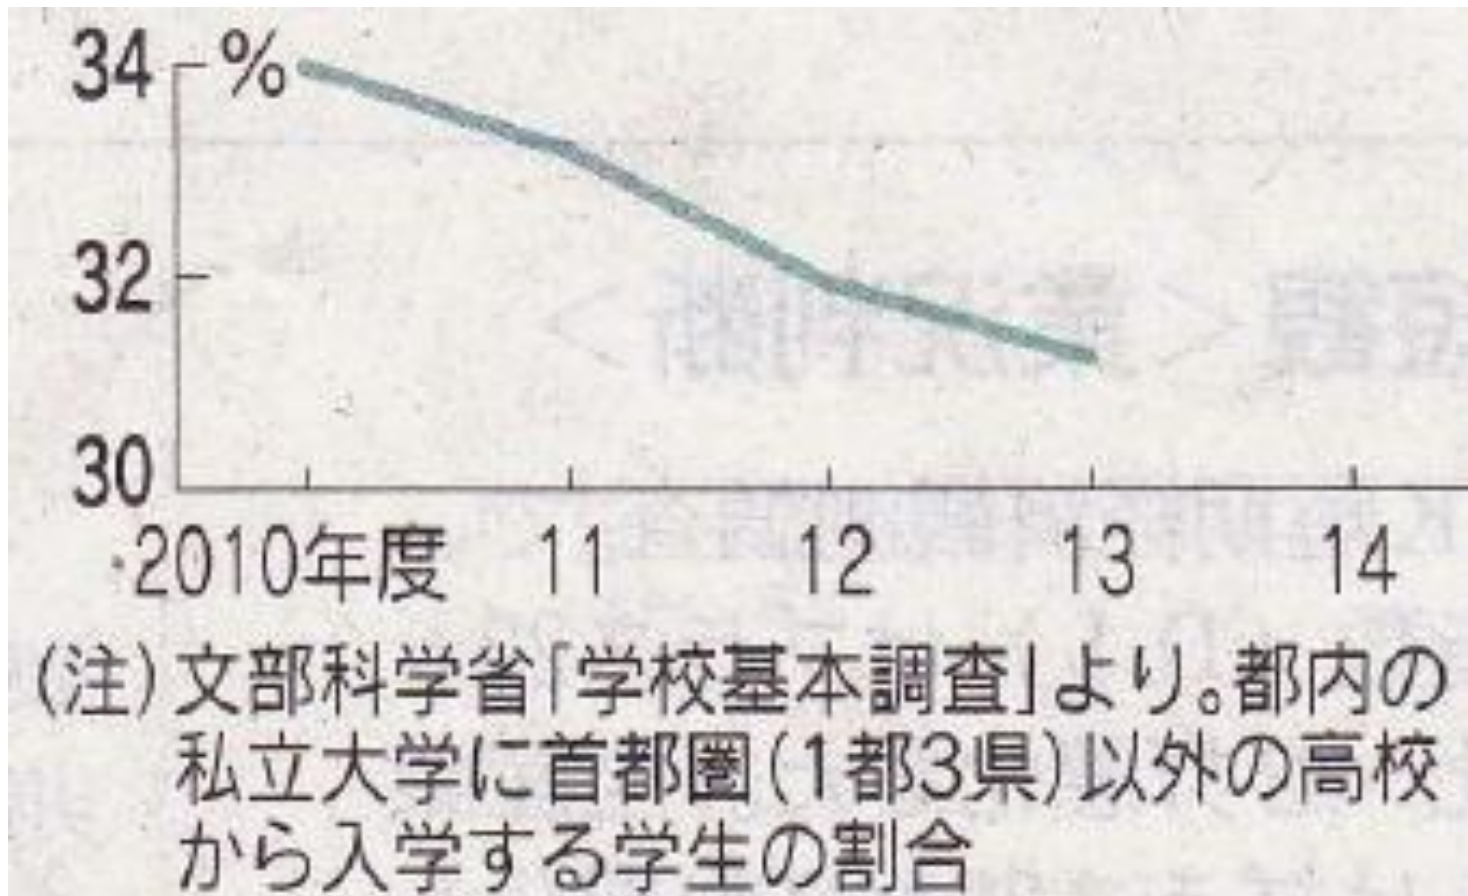 34 %
32
30
2010年度 11 12 13 14
(注)文部科学省「学校基本調査」より。都内の
私立大学に首都圏(1都3県)以外の高校
から入学する学生の割合